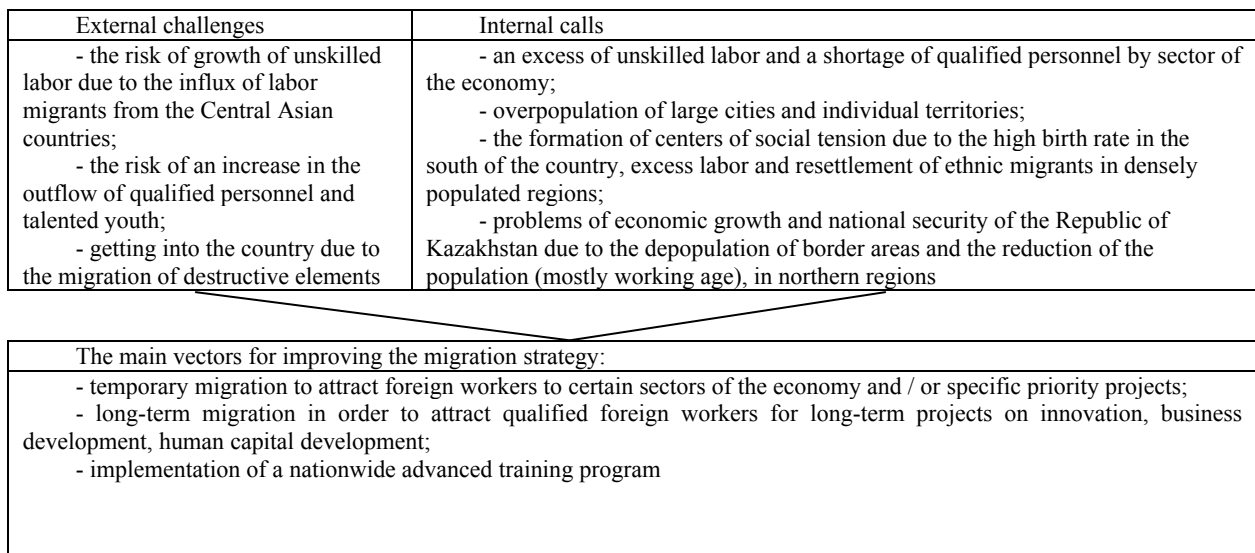 External challenges
- the risk of growth of unskilled
labor due to the influx of labor
migrants from the Central Asian
countries;
- the risk of an increase in the
outflow of qualified personnel and
talented youth;
- getting into the country due to
the migration of destructive elements
Internal calls
- an excess of unskilled labor and a shortage of qualified personnel by sector of
the economy;
- overpopulation of large cities and individual territories;
- the formation of centers of social tension due to the high birth rate in the
south of the country, excess labor and resettlement of ethnic migrants in densely
populated regions;
- problems of economic growth and national security of the Republic of
Kazakhstan due to the depopulation of border areas and the reduction of the
population (mostly working age), in northern regions
The main vectors for improving the migration strategy:
- temporary migration to attract foreign workers to certain sectors of the economy and / or specific priority projects;
- long-term migration in order to attract qualified foreign workers for long-term projects on innovation, business
development, human capital development;
- implementation of a nationwide advanced training program